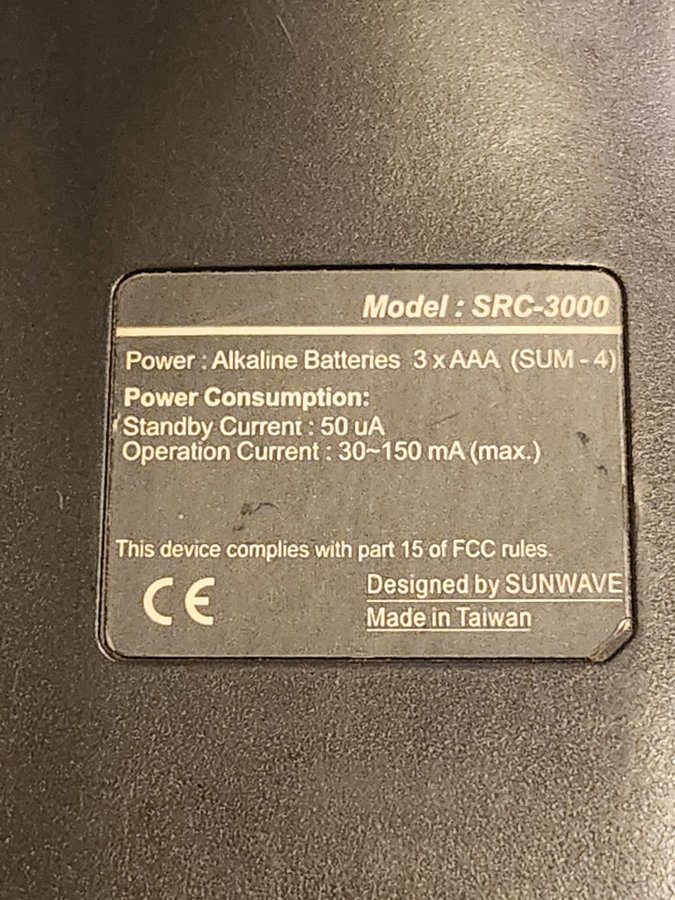 Model : SRC-3000
Power : Alkaline Batteries 3 x AAA (SUM - 4)
Power Consumption:
Standby Current : 50 uA
Operation Current : 30~150 mA (max.)
This device complies with part 15 of FCC rules.
CE
Designed by SUNWAVE
Made in Taiwan